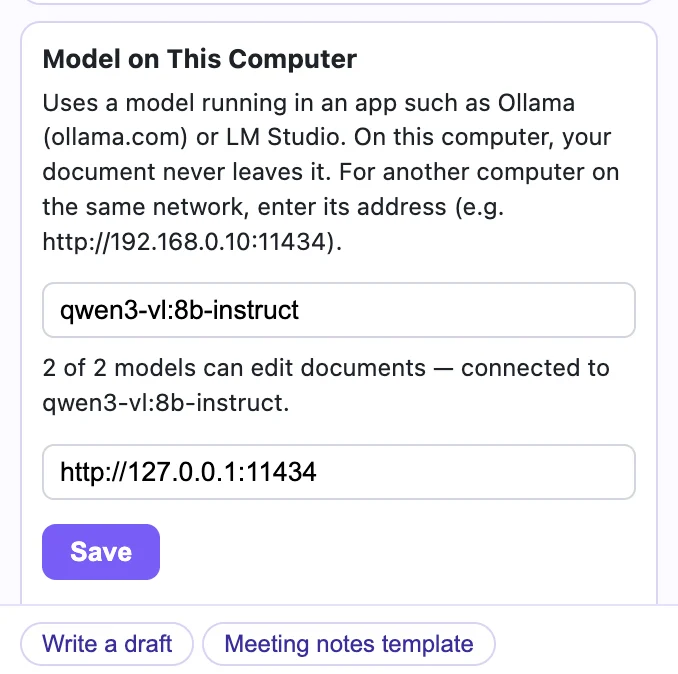 Model on This Computer
Uses a model running in an app such as Ollama
(ollama.com) or LM Studio. On this computer, your
document never leaves it. For another computer on
the same network, enter its address (e.g.
http://192.168.0.10:11434).
qwen3-vl:8b-instruct
2 of 2 models can edit documents — connected to
qwen3-vl:8b-instruct.
http://127.0.0.1:11434
Save
Write a draft
Meeting notes template